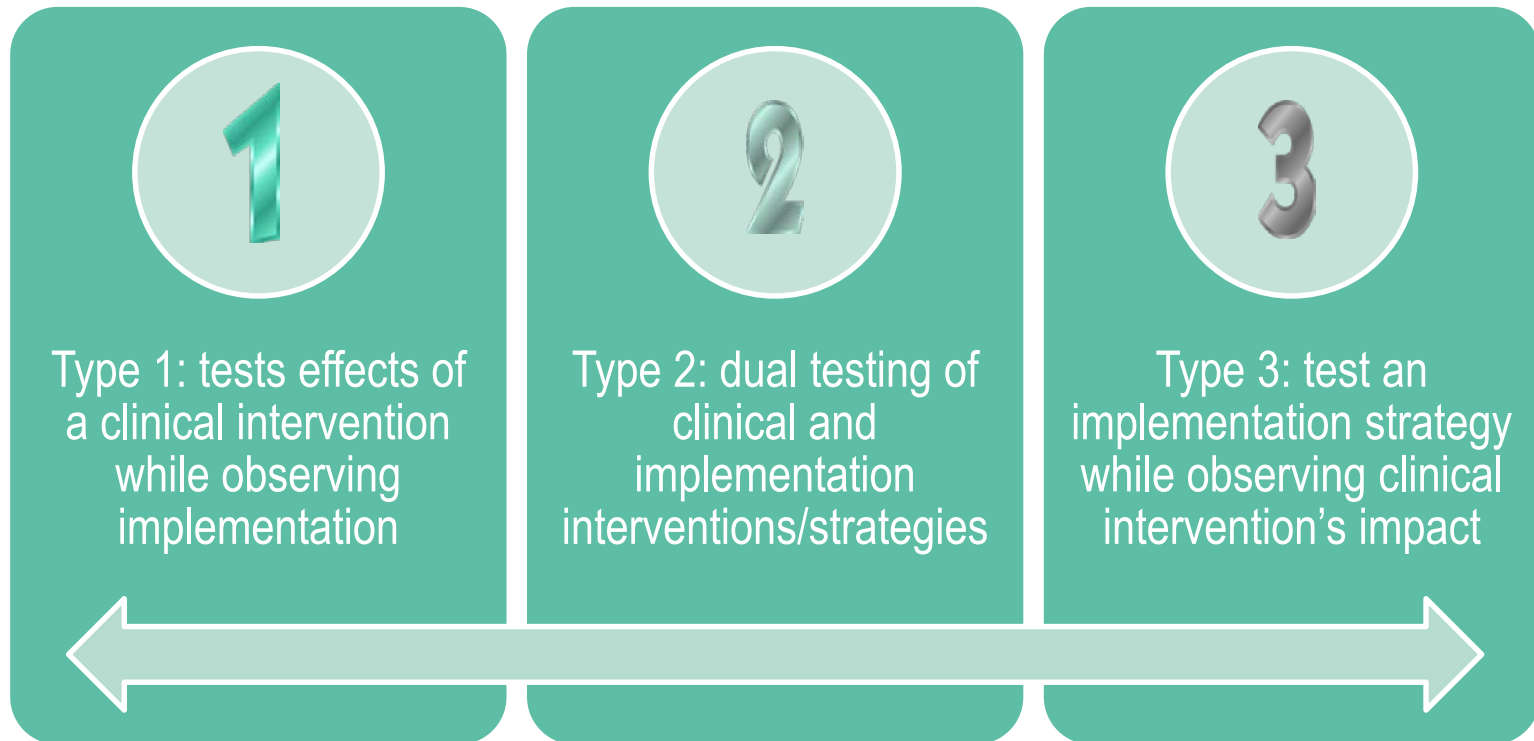 1
2
3
Type 1: tests effects of
a clinical intervention
while observing
implementation
Type 2: dual testing of
clinical and
implementation
interventions/strategies
Type 3: test an
implementation strategy
while observing clinical
intervention’s impact